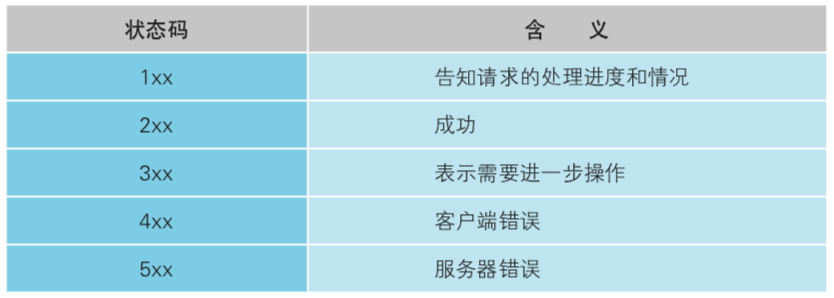 状态码 含 义
1xx 告知请求的处理进度和情况
2xx 成功
3xx 表示需要进一步操作
4xx 客户端错误
5xx 服务器错误